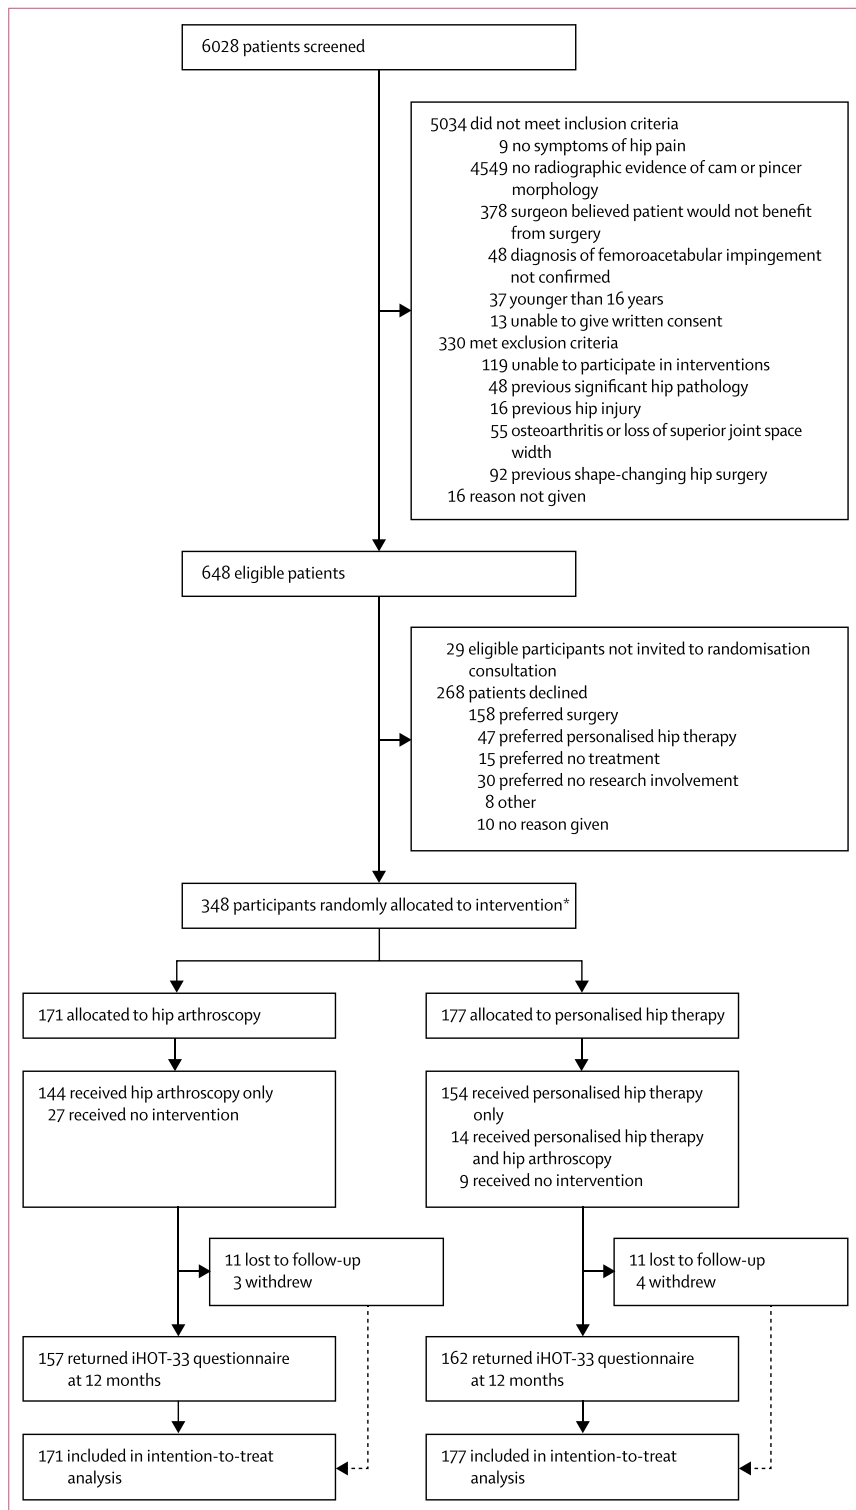 6028 patients screened
5034 did not meet inclusion criteria
9 no symptoms of hip pain
4549 no radiographic evidence of cam or pincer
morphology
378 surgeon believed patient would not benefit
from surgery
48 diagnosis of femoroacetabular impingement
not confirmed
37 younger than 16 years
13 unable to give written consent
330 met exclusion criteria
119 unable to participate in interventions
48 previous significant hip pathology
16 previous hip injury
55 osteoarthritis or loss of superior joint space
width
92 previous shape-changing hip surgery
16 reason not given
648 eligible patients
29 eligible participants not invited to randomisation
consultation
268 patients declined
158 preferred surgery
47 preferred personalised hip therapy
15 preferred no treatment
30 preferred no research involvement
8 other
10 no reason given
348 participants randomly allocated to intervention*
171 allocated to hip arthroscopy
177 allocated to personalised hip therapy
144 received hip arthroscopy only
27 received no intervention
154 received personalised hip therapy
only
14 received personalised hip therapy
and hip arthroscopy
9 received no intervention
11 lost to follow-up
3 withdrew
11 lost to follow-up
4 withdrew
157 returned iHOT-33 questionnaire
at 12 months
162 returned iHOT-33 questionnaire
at 12 months
171 included in intention-to-treat
analysis
177 included in intention-to-treat
analysis